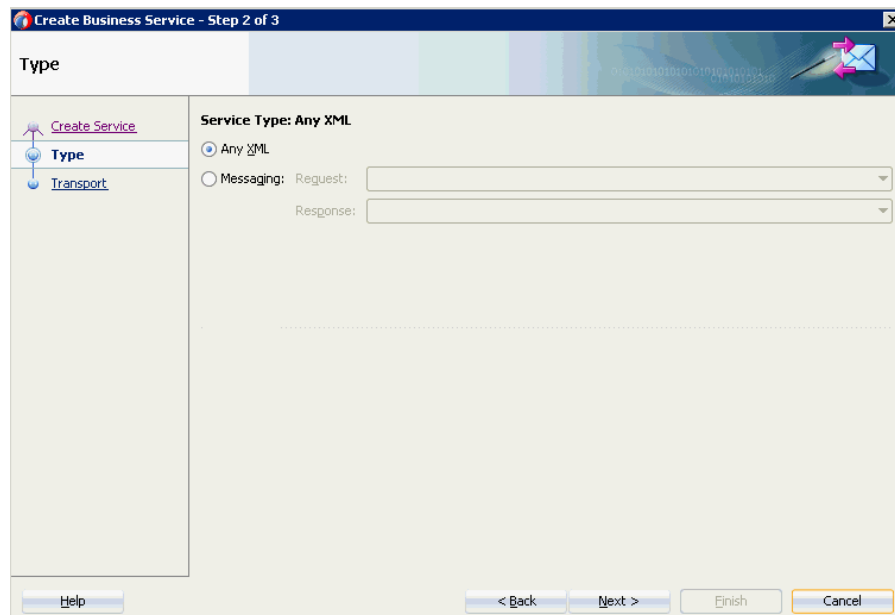 Create Business Service - Step 2 of 3
Type
Create Service
Type
Transport
Service Type: Any XML
Any XML
Messaging: Request:
Response:
Help
< Back
Next >
Finish
Cancel